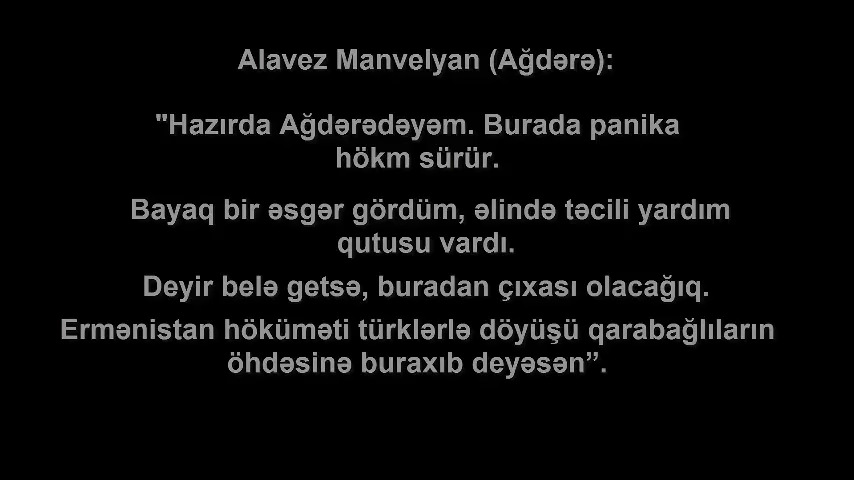 Alavez Manvelyan (Ağdərə):
"Hazırda Ağdərədəyəm. Burada panika
hökm sürür.
Bayaq bir əsgər gördüm, əlində təcili yardım
qutusu vardı.
Deyir belə getsə, buradan çıxası olacağıq.
Ermənistan höküməti türklərlə döyüşü qarabağlıların
öhdəsinə buraxıb deyəsən”.